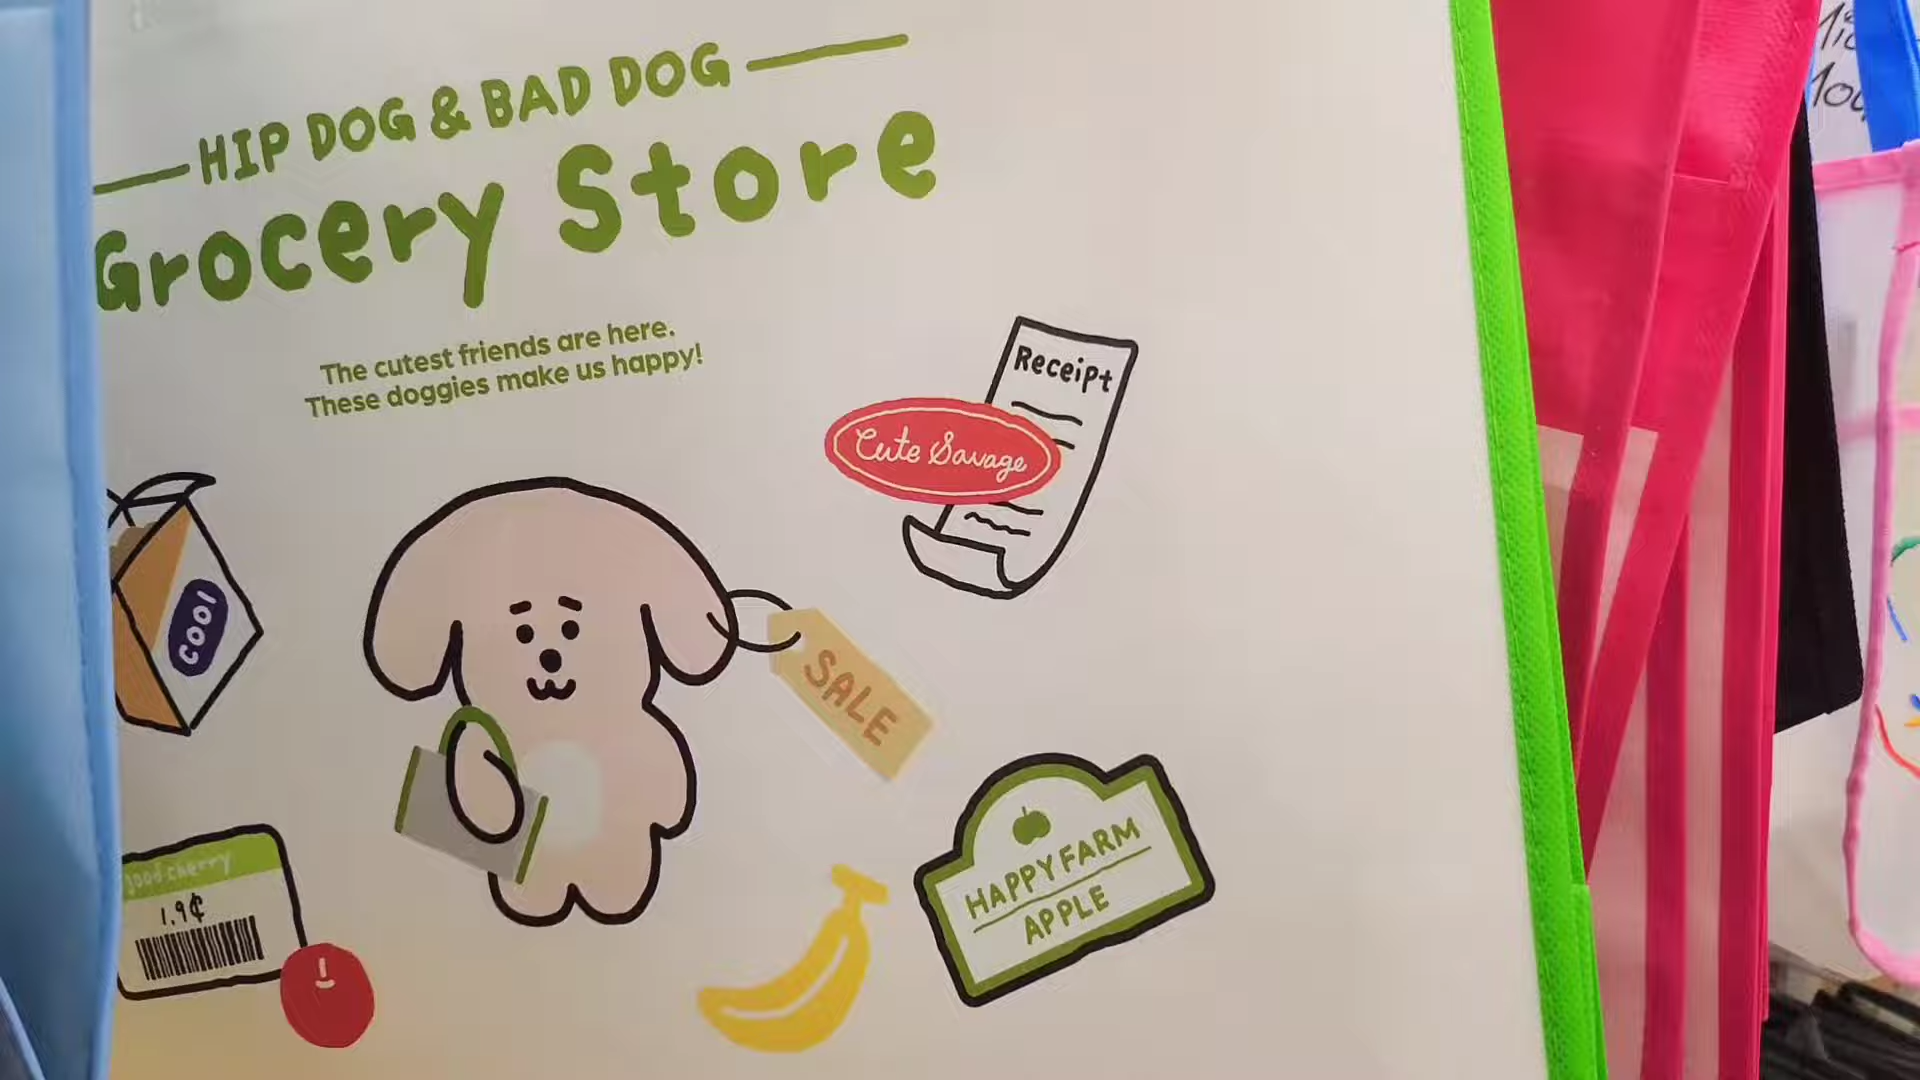 HIP DOG & BAD DOG
Grocery Store
The cutest friends are here.
These doggies make us happy!
Receipt
Cute Savage
COOL
SALE
good cherry
1.9¢
HAPPY FARM
APPLE